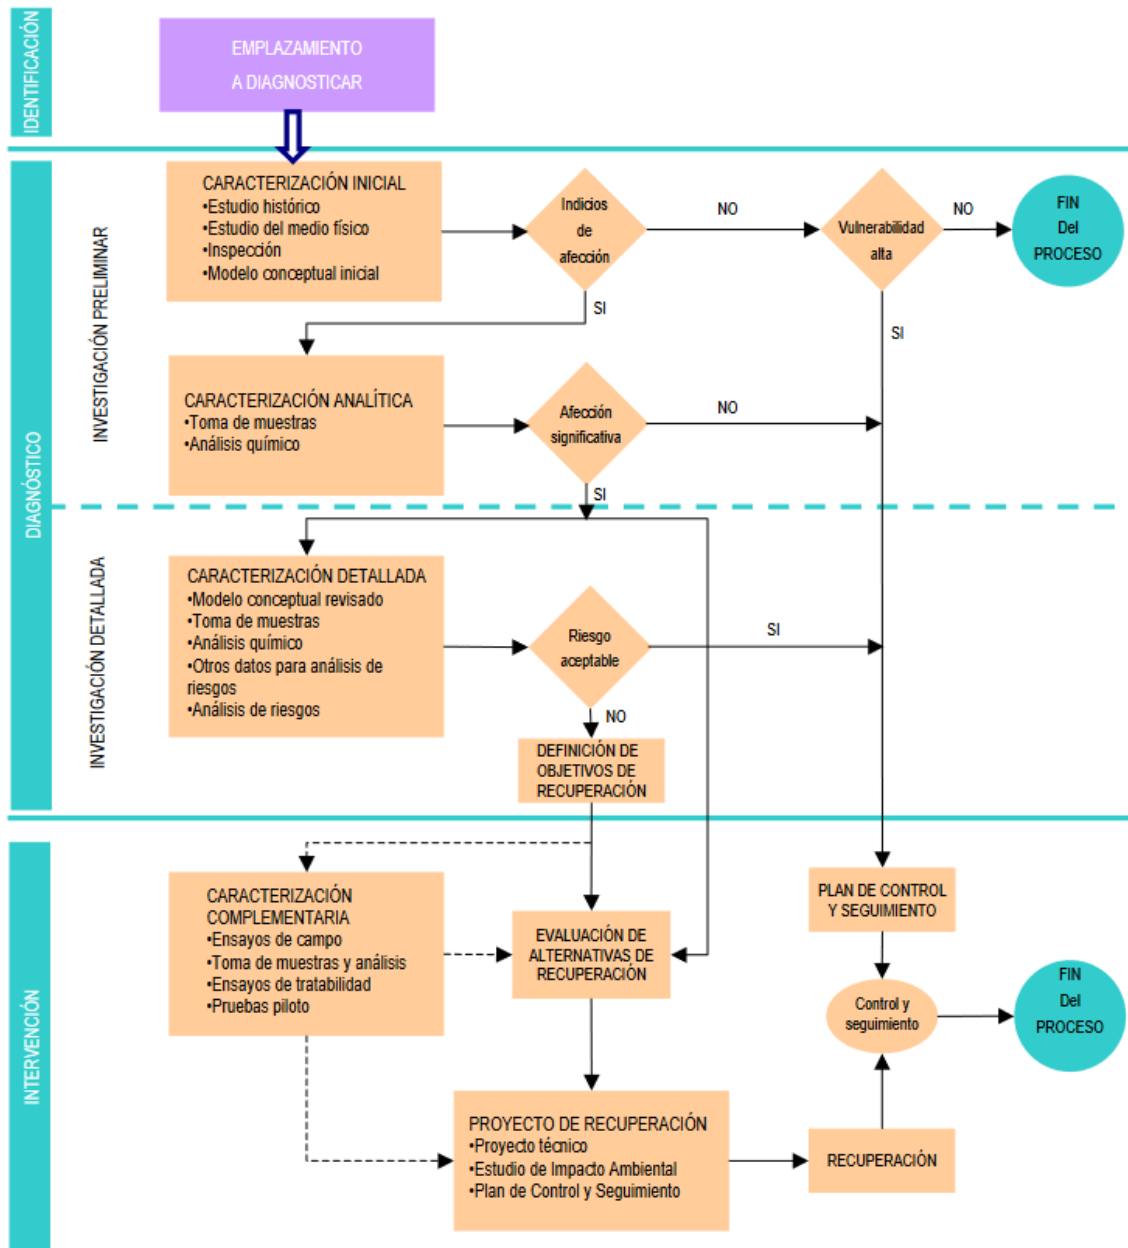 IDENTIFICACIÓN
EMPLAZAMIENTO
A DIAGNOSTICAR
DIAGNÓSTICO
INVESTIGACIÓN PRELIMINAR
CARACTERIZACIÓN INICIAL
•Estudio histórico
•Estudio del medio físico
•Inspección
•Modelo conceptual inicial
Indicios
de
afección
NO
Vulnerabilidad
alta
NO
FIN
Del
PROCESO
SI
SI
CARACTERIZACIÓN ANALÍTICA
•Toma de muestras
•Análisis químico
Afección
significativa
NO
SI
INVESTIGACIÓN DETALLADA
CARACTERIZACIÓN DETALLADA
•Modelo conceptual revisado
•Toma de muestras
•Análisis químico
•Otros datos para análisis de
riesgos
•Análisis de riesgos
Riesgo
aceptable
SI
NO
DEFINICIÓN DE
OBJETIVOS DE
RECUPERACIÓN
INTERVENCIÓN
CARACTERIZACIÓN
COMPLEMENTARIA
•Ensayos de campo
•Toma de muestras y análisis
•Ensayos de tratabilidad
•Pruebas piloto
EVALUACIÓN DE
ALTERNATIVAS DE
RECUPERACIÓN
PLAN DE CONTROL
Y SEGUIMIENTO
Control y
seguimiento
FIN
Del
PROCESO
PROYECTO DE RECUPERACIÓN
•Proyecto técnico
•Estudio de Impacto Ambiental
•Plan de Control y Seguimiento
RECUPERACIÓN